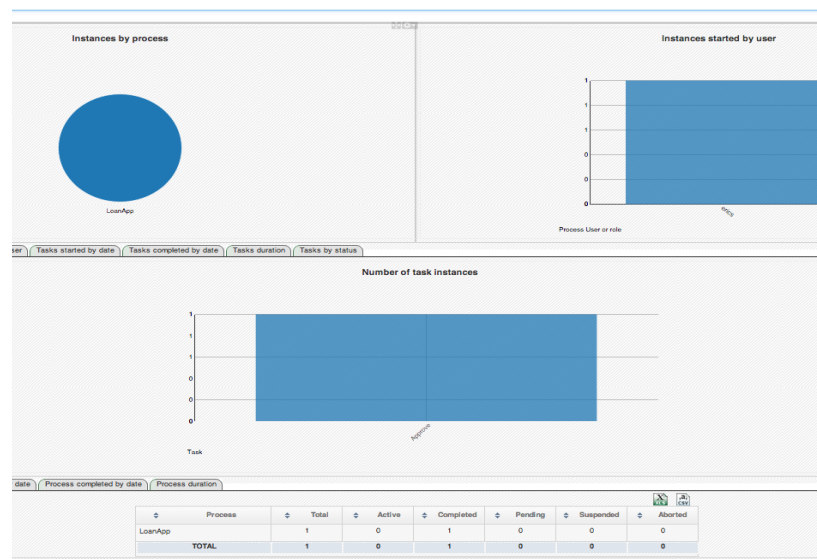 Instances by process
Instances started by user
LoanApp
1
1
1
0
0
0
erics
Process User or role
ser
Tasks started by date
Tasks completed by date
Tasks duration
Tasks by status
Number of task instances
1
1
1
0
0
0
Approve
Task
date
Process completed by date
Process duration
Process Total Active Completed Pending Suspended Aborted
LoanApp 1 0 1 0 0 0
TOTAL 1 0 1 0 0 0